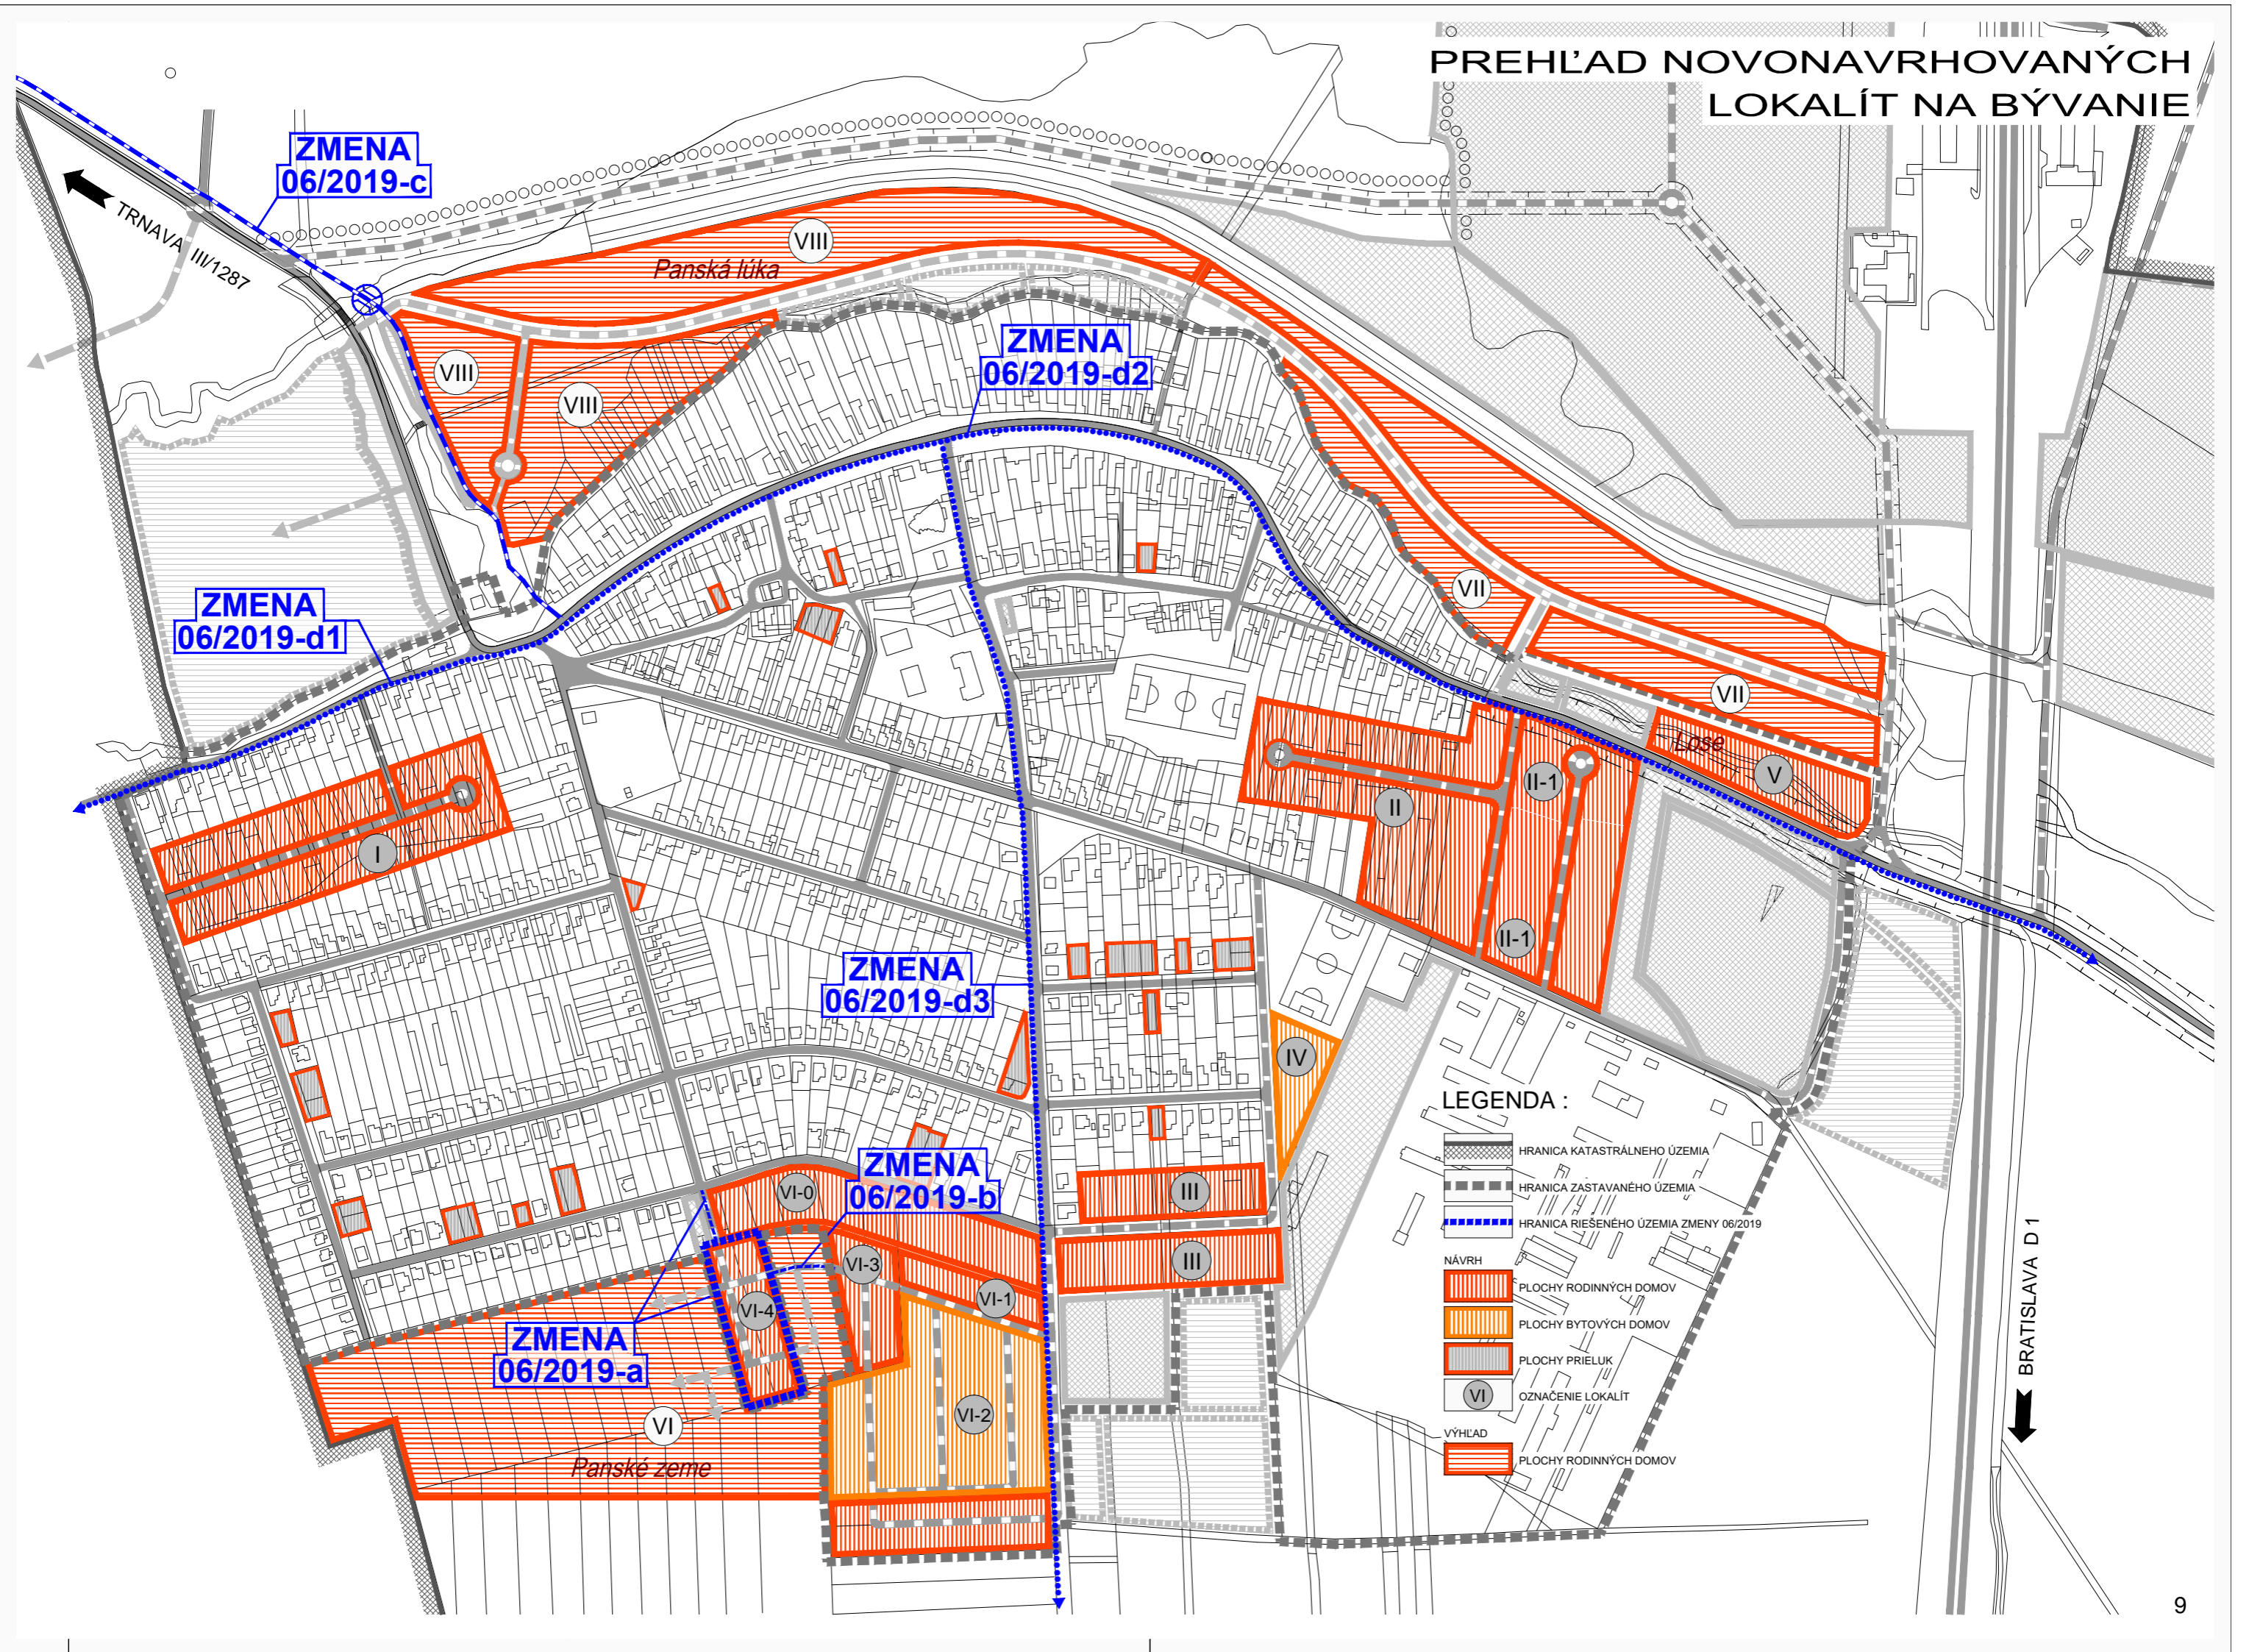 PREHĽAD NOVONAVRHOVANÝCH
LOKALÍT NA BÝVANIE
ZMENA
06/2019-c
TRNAVA III/1287
VIII
Panská lúka
VIII
VIII
ZMENA
06/2019-d2
ZMENA
06/2019-d1
VII
VII
Losé
V
II-1
II
I
II-1
ZMENA
06/2019-d3
IV
ZMENA
06/2019-b
VI-0
III
III
VI-3
VI-1
VI-4
ZMENA
06/2019-a
VI-2
VI
Panské zeme
LEGENDA :
HRANICA KATASTRÁLNEHO ÚZEMIA
HRANICA ZASTAVANÉHO ÚZEMIA
HRANICA RIEŠENÉHO ÚZEMIA ZMENY 06/2019
NÁVRH
PLOCHY RODINNÝCH DOMOV
PLOCHY BYTOVÝCH DOMOV
PLOCHY PRIELUK
VI
OZNAČENIE LOKALÍT
VÝHĽAD
PLOCHY RODINNÝCH DOMOV
BRATISLAVA D1
9